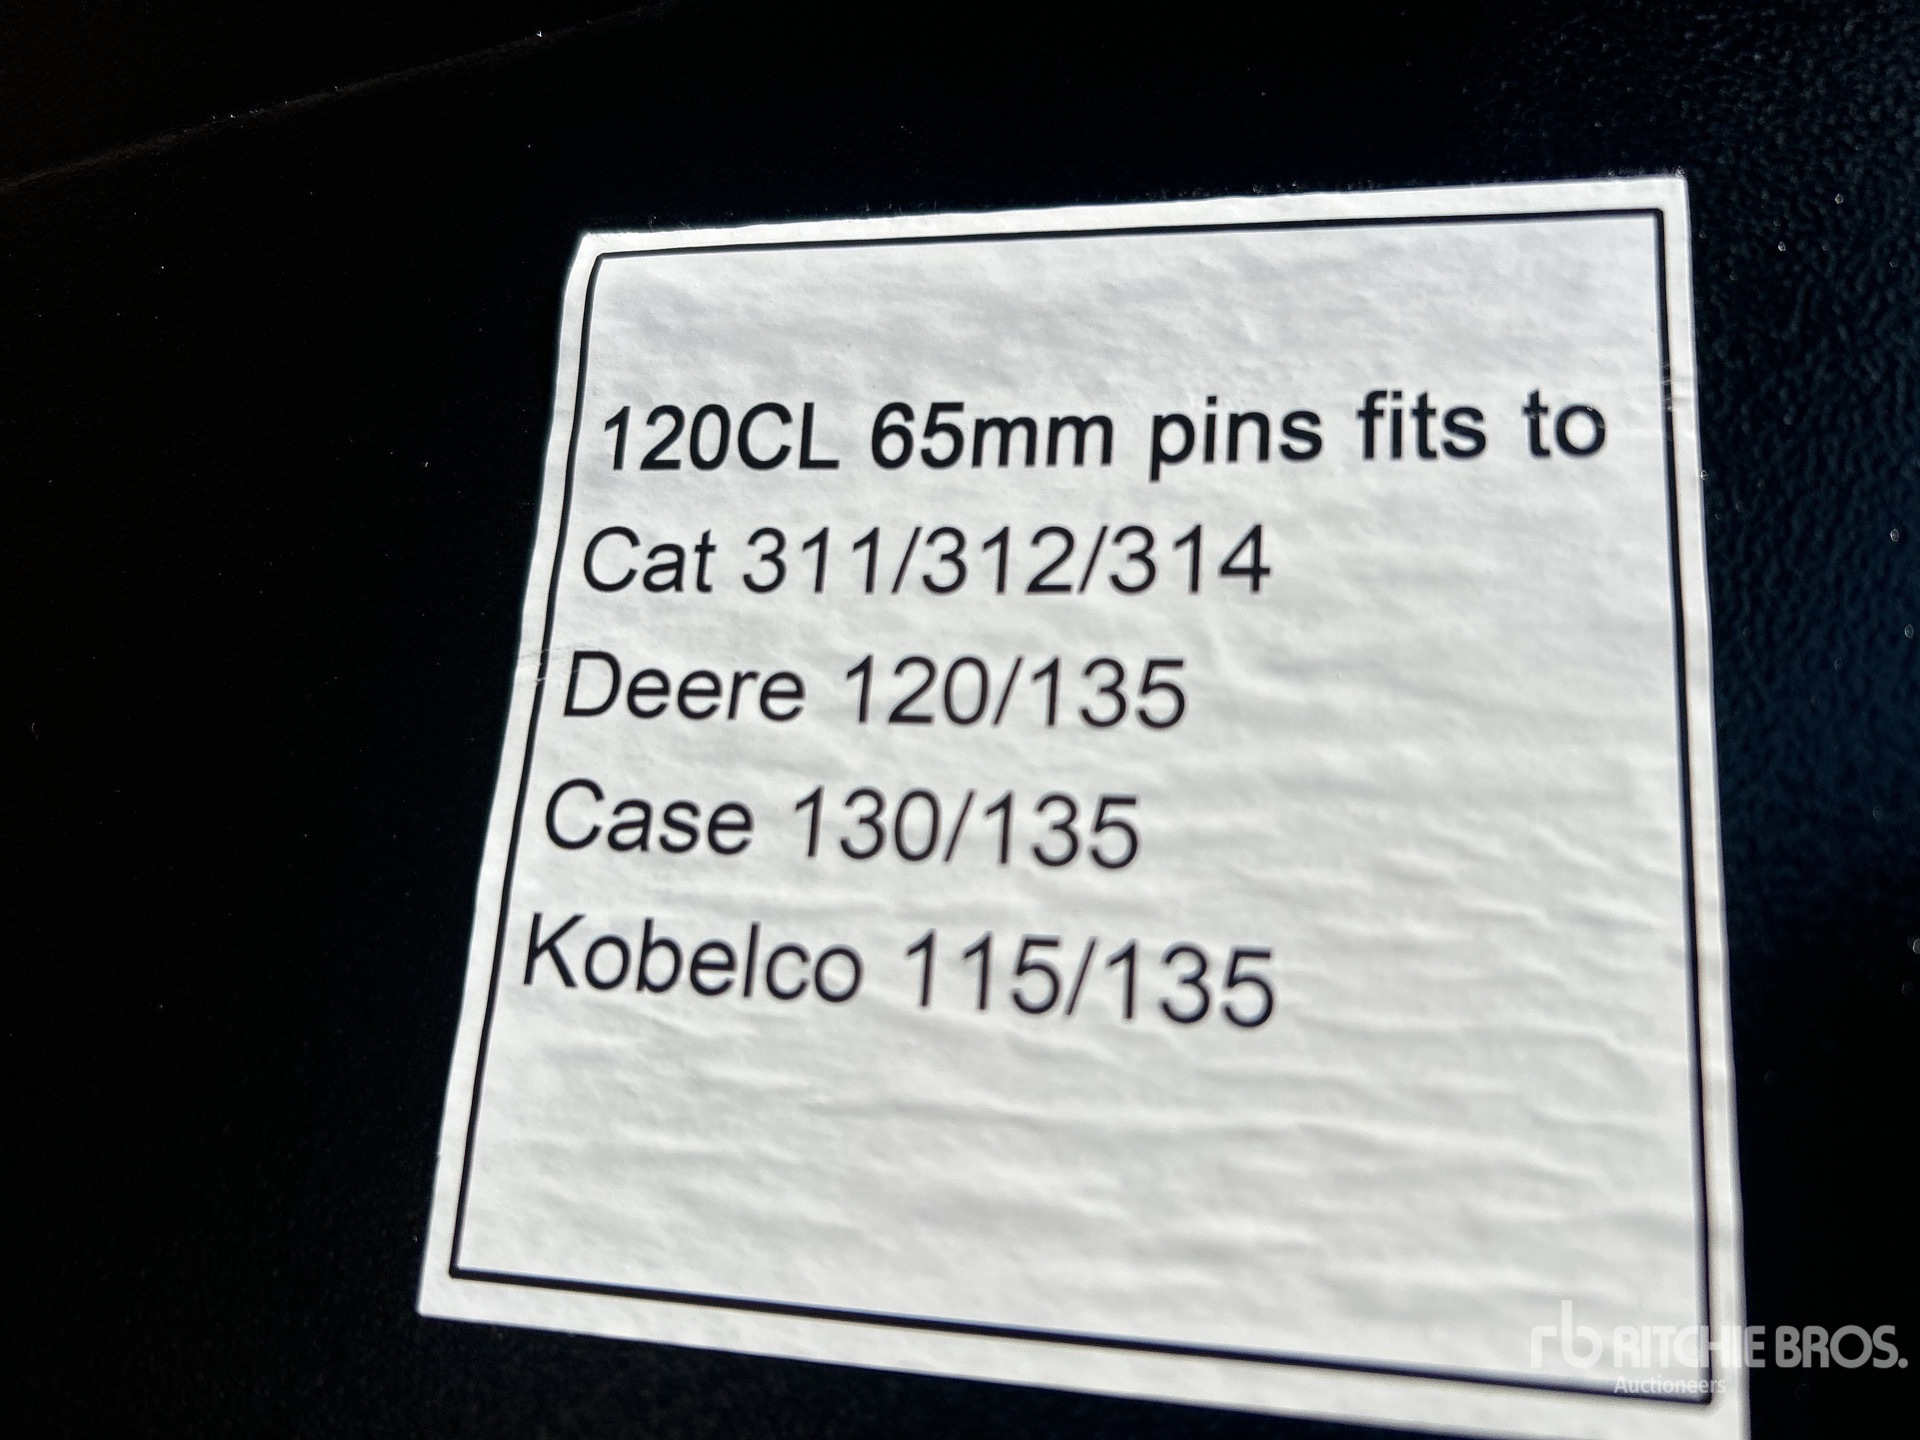 120CL 65mm pins fits to
Cat 311/312/314
Deere 120/135
Case 130/135
Kobelco 115/135
rb RITCHIE BROS.
Auctioneers